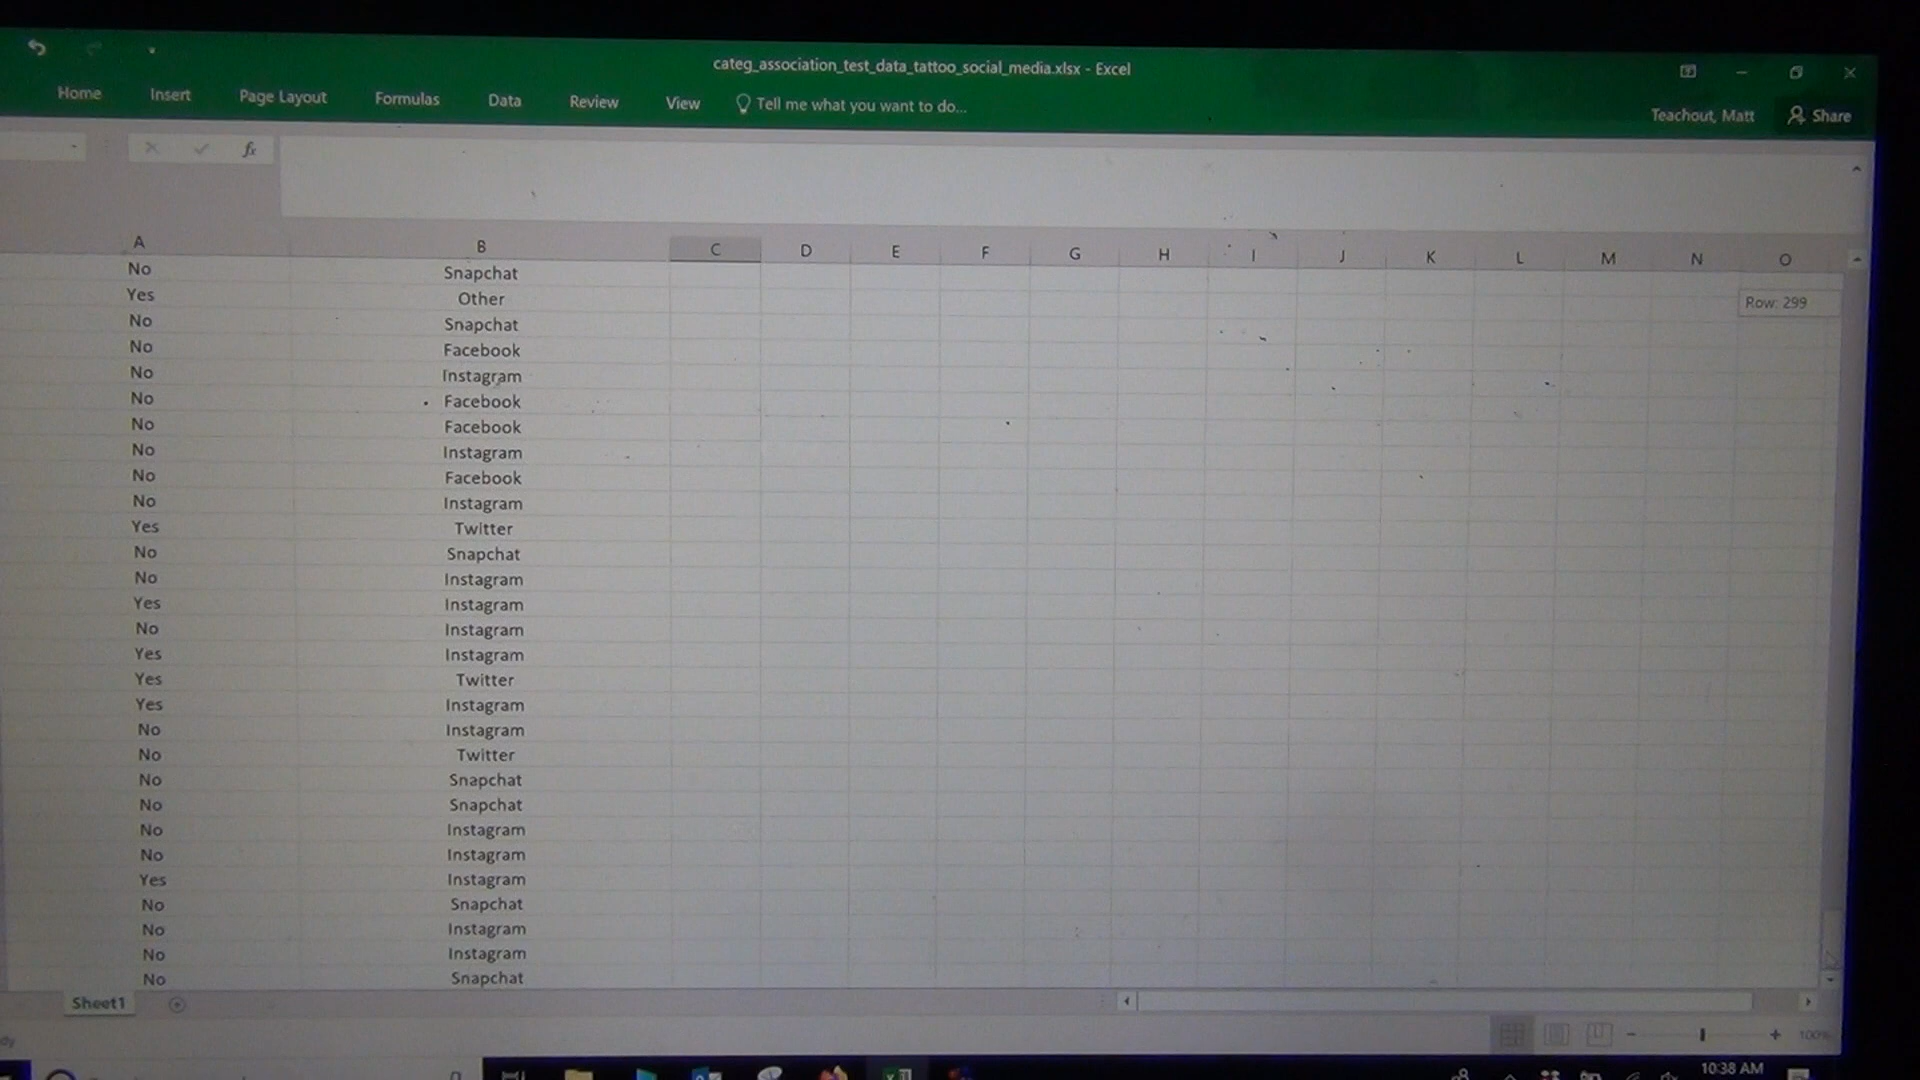 categ_association_test_data_tattoo_social_media.xlsx - Excel
Home Insert Page Layout Formulas Data Review View Tell me what you want to do...
Teachout, Matt Share
fx
A B C D E F G H I J K L M N O
No Snapchat
Yes Other
Row: 299
No Snapchat
No Facebook
No Instagram
No Facebook
No Facebook
No Instagram
No Facebook
No Instagram
Yes Twitter
No Snapchat
No Instagram
Yes Instagram
No Instagram
Yes Instagram
Yes Twitter
Yes Instagram
No Instagram
No Twitter
No Snapchat
No Snapchat
No Instagram
No Instagram
Yes Instagram
No Snapchat
No Instagram
No Instagram
No Snapchat
Sheet1
100%
10:38 AM